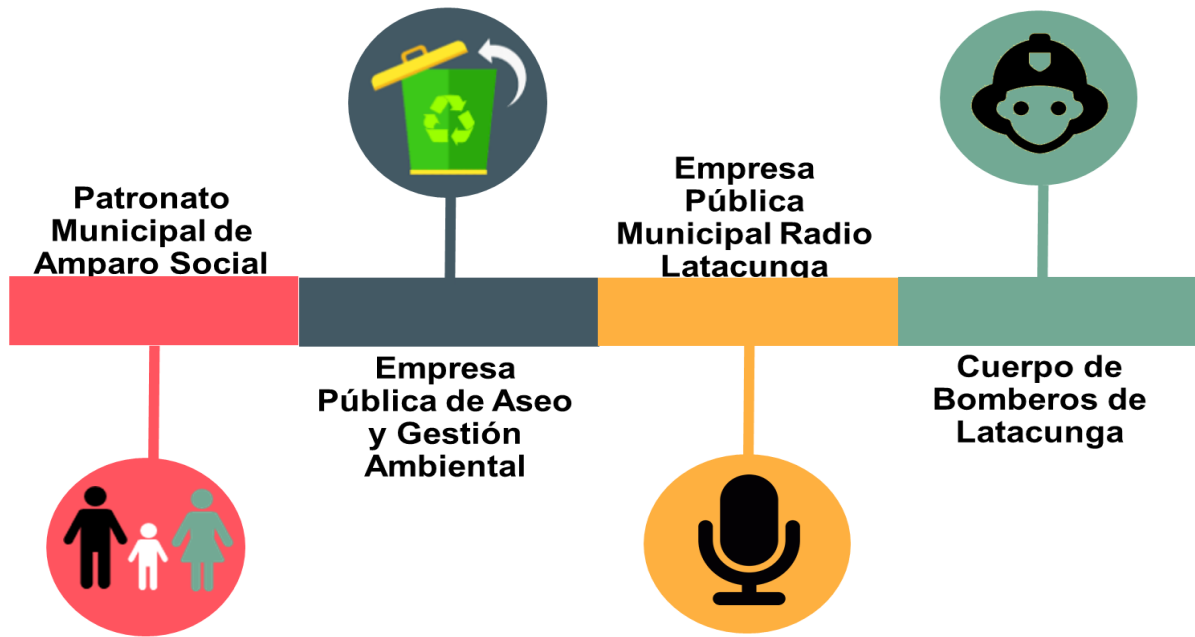 Patronato
Municipal de
Amparo Social
Empresa
Pública de Aseo
y Gestión
Ambiental
Empresa
Pública
Municipal Radio
Latacunga
Cuerpo de
Bomberos de
Latacunga